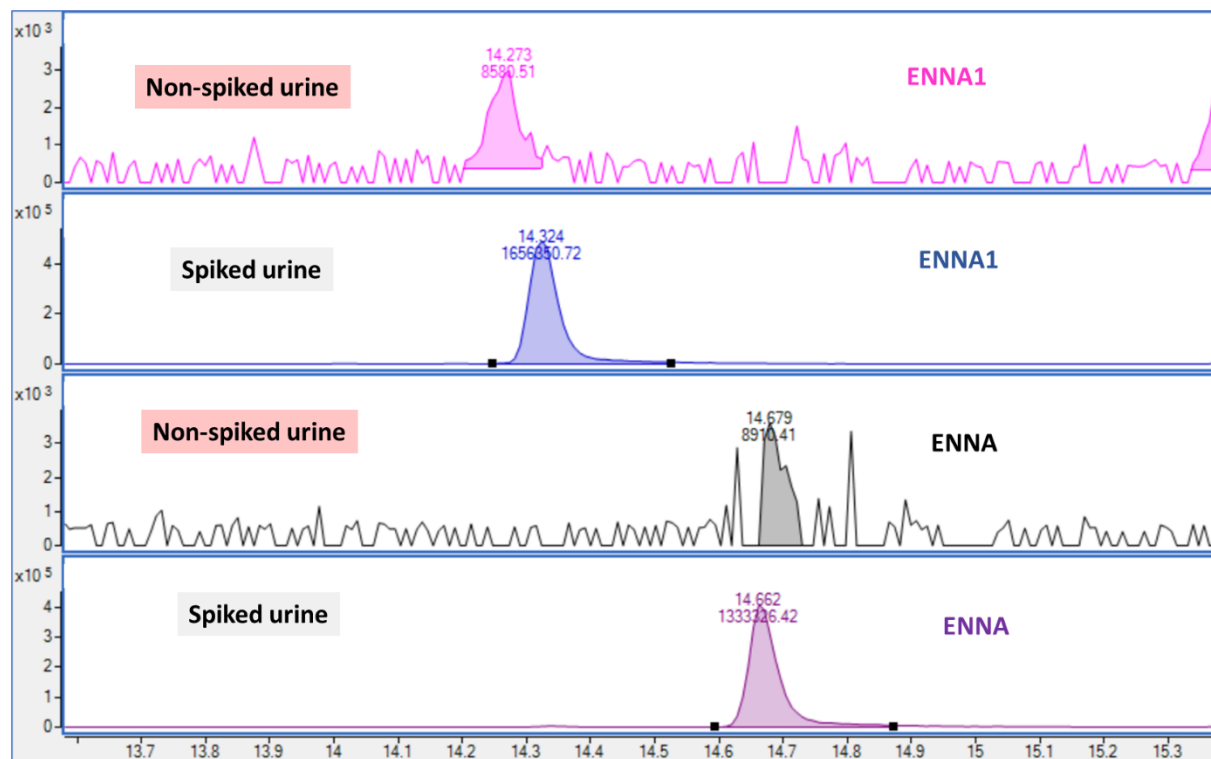 x10 3
3
2
1
0
Non-spiked urine
14.273
8580.51
ENNA1
x10 5
4
2
0
Spiked urine
14.324
1656350.72
ENNA1
x10 3
3
2
1
0
Non-spiked urine
14.679
8910.41
ENNA
x10 5
4
3
2
1
0
Spiked urine
14.662
1333326.42
ENNA
13.7 13.8 13.9 14 14.1 14.2 14.3 14.4 14.5 14.6 14.7 14.8 14.9 15 15.1 15.2 15.3